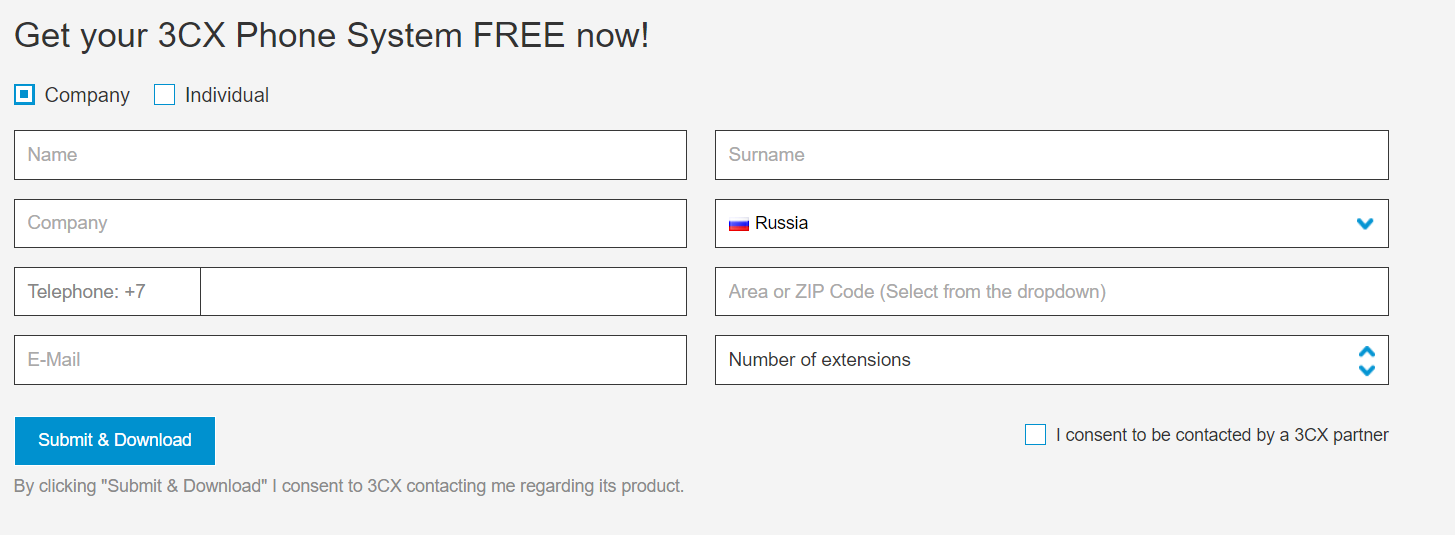 Get your 3CX Phone System FREE now!
Company Individual
Name Surname
Company Russia
Telephone: +7 Area or ZIP Code (Select from the dropdown)
E-Mail Number of extensions
Submit & Download I consent to be contacted by a 3CX partner
By clicking "Submit & Download" I consent to 3CX contacting me regarding its product.